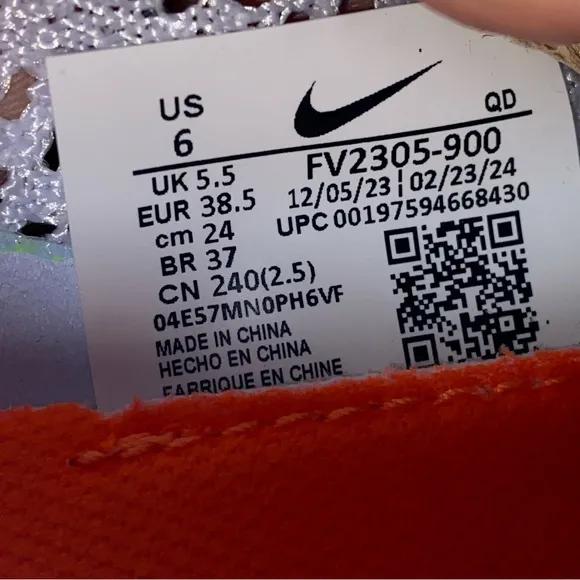 US
6
QD
FV2305-900
UK 5.5
12/05/23 | 02/23/24
EUR 38.5
UPC 00197594668430
cm 24
BR 37
CN 240(2.5)
04E57MN0PH6VF
MADE IN CHINA
HECHO EN CHINA
FABRIQUE EN CHINE